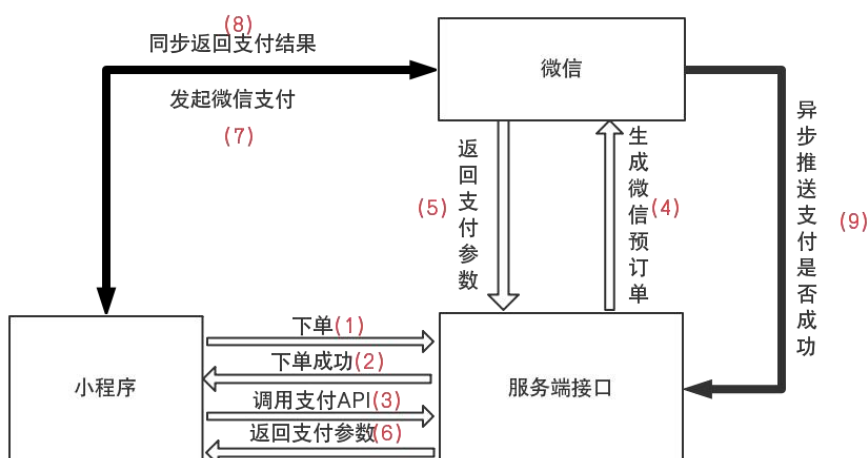 (8)
同步返回支付结果
微信
发起微信支付
(7)
返回支付参数
(5)
生成微信预订单
(4)
异步推送支付是否成功
(9)
下单(1)
下单成功(2)
小程序
服务端接口
调用支付API(3)
返回支付参数(6)